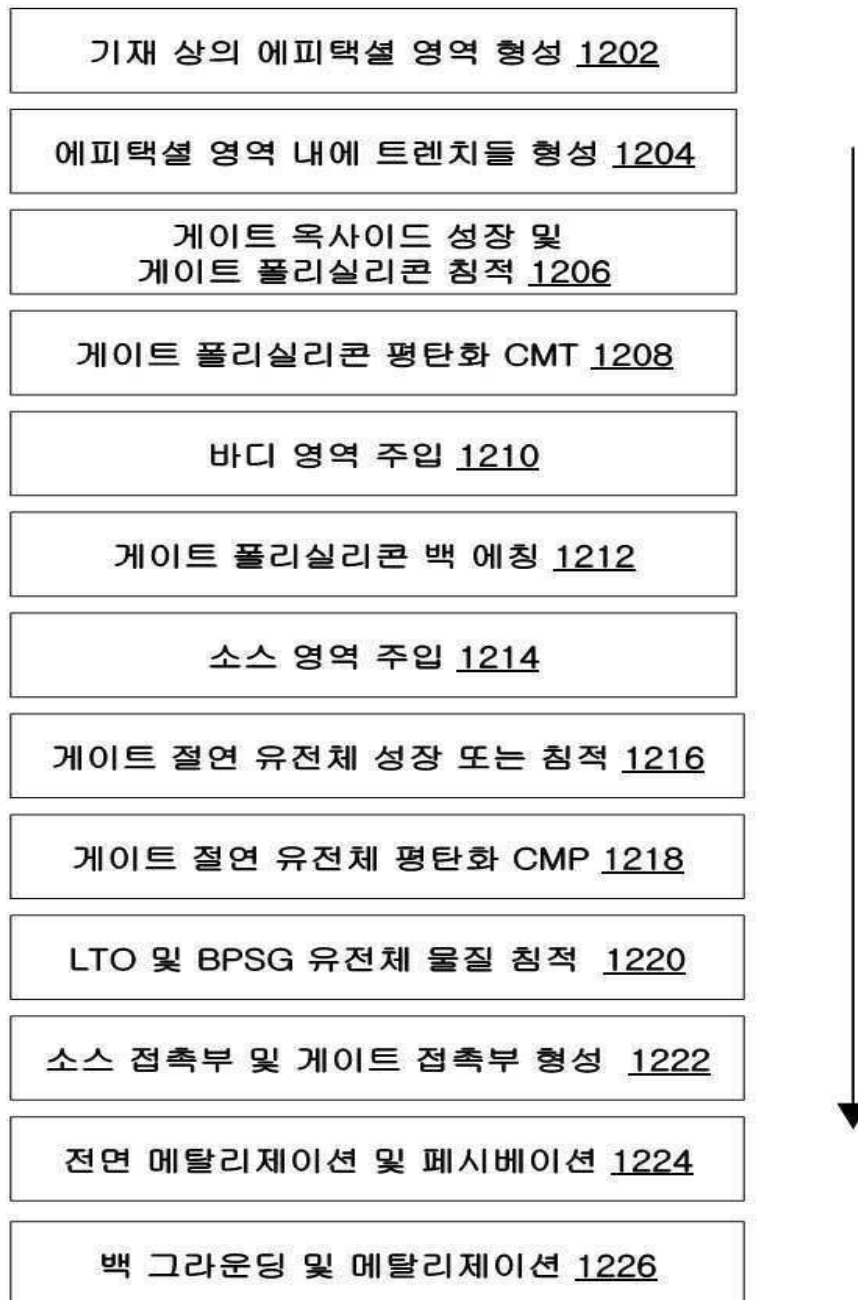 기재 상의 에피택셜 영역 형성 1202
에피택셜 영역 내에 트렌치들 형성 1204
게이트 옥사이드 성장 및
게이트 폴리실리콘 침적 1206
게이트 폴리실리콘 평탄화 CMT 1208
바디 영역 주입 1210
게이트 폴리실리콘 백 에칭 1212
소스 영역 주입 1214
게이트 절연 유전체 성장 또는 침적 1216
게이트 절연 유전체 평탄화 CMP 1218
LTO 및 BPSG 유전체 물질 침적 1220
소스 접촉부 및 게이트 접촉부 형성 1222
전면 메탈리제이션 및 페시베이션 1224
백 그라운딩 및 메탈리제이션 1226